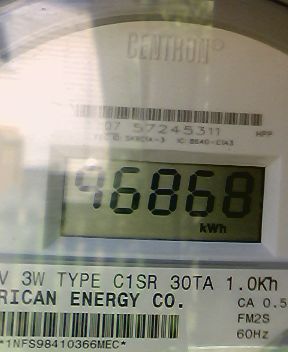 CENTRON®
07 57245311 HPP
96868
kWh
V 3W TYPE C1SR 30TA 1.0Kh
RICAN ENERGY CO.
CA 0.5
FM2S
60Hz
*1NFS98410366MEC*